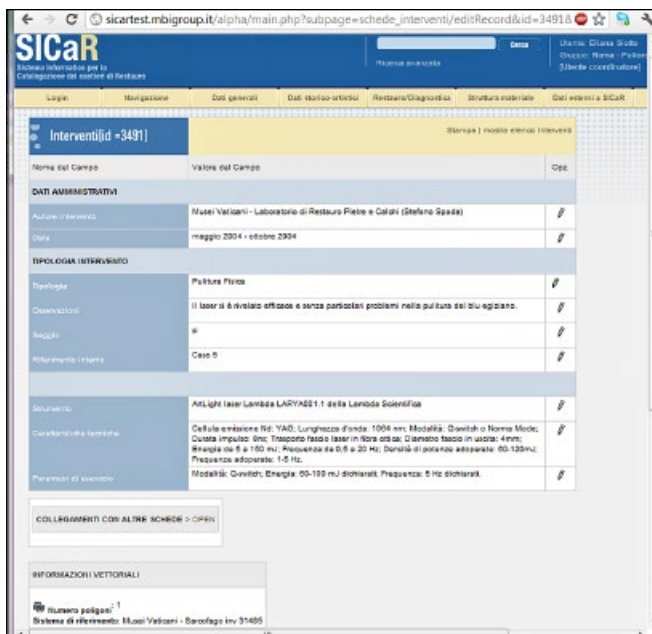 sicartest.mbigroup.it/alpha/main.php?subpage=schede_interventi/editRecord&id=3491&
SICaR
Sistema informativo per la
Catalogazione dei cantieri di Restauro
Cerca
Ricerca avanzata
Utente: Eliana Siotto
Gruppo: Roma -
[Utente coordinatore]
Login Navigazione Dati generali Dati storico-artistici Restauro/Diagnostica Struttura materiale Dati esterni a SICaR
Interventi[id =3491]
Stampa | mostra elenco Interventi
Nome del Campo Valore del Campo Opz.
DATI AMMINISTRATIVI
Autore intervento Musei Vaticani - Laboratorio di Restauro Pietre e Calchi (Stefano Spada)
Data maggio 2004 - ottobre 2004
TIPOLOGIA INTERVENTO
Tipologia Pulitura Fisica
Osservazioni Il laser si è rivelato efficace e senza particolari problemi nella pulitura del blu egiziano.
Saggio si
Riferimento interno Caso 5
Strumento ArtLight laser Lambda LARYA801.1 della Lambda Scientifica
Caratteristiche tecniche Cellula emissione Nd: YAG; Lunghezza d'onda: 1064 nm; Modalità: Q-switch o Norma Mode;
Durata impulso: 8ns; Trasporto fascio laser in fibra ottica; Diametro fascio in uscita: 4mm;
Energia da 5 a 160 mJ; Frequenza da 0,5 a 20 Hz; Densità di potenza adoperata: 60-120mJ;
Frequenza adoperata: 1-5 Hz.
Parametri di esercizio Modalità: Q-switch; Energia: 60-100 mJ dichiarati; Frequenza: 5 Hz dichiarati.
COLLEGAMENTI CON ALTRE SCHEDE > OPEN
INFORMAZIONI VETTORIALI
Numero poligoni: 1
Sistema di riferimento: Musei Vaticani - Sarcofago inv 31485